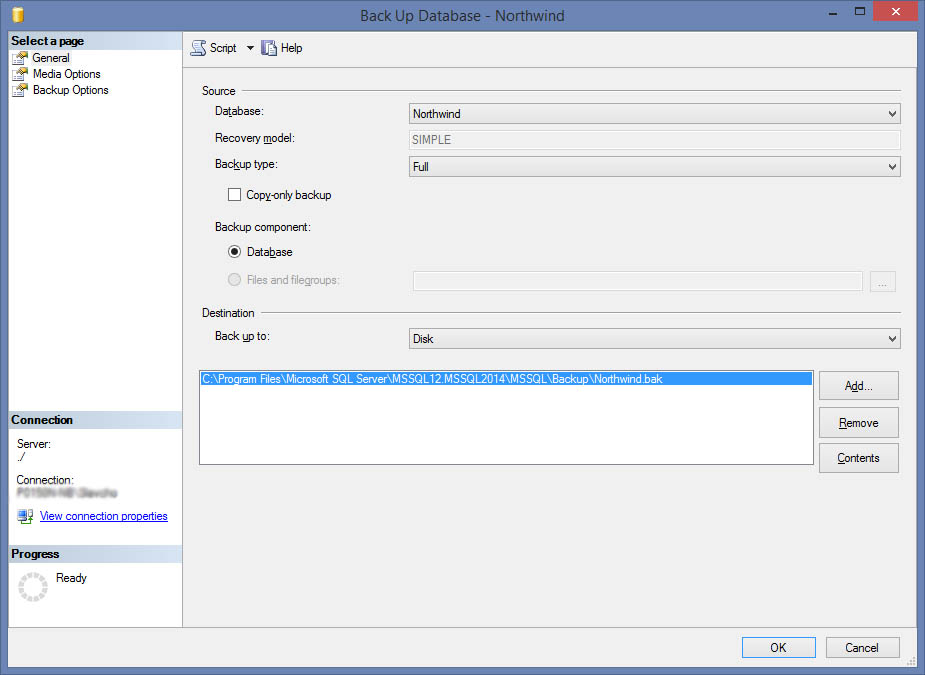 Back Up Database - Northwind
Select a page
General
Media Options
Backup Options
Script Help
Source
Database: Northwind
Recovery model: SIMPLE
Backup type: Full
Copy-only backup
Backup component:
Database
Files and filegroups: ...
Destination
Back up to: Disk
C:\Program Files\Microsoft SQL Server\MSSQL12.MSSQL2014\MSSQL\Backup\Northwind.bak
Add...
Remove
Contents
Connection
Server:
./
Connection:
View connection properties
Progress
Ready
OK Cancel